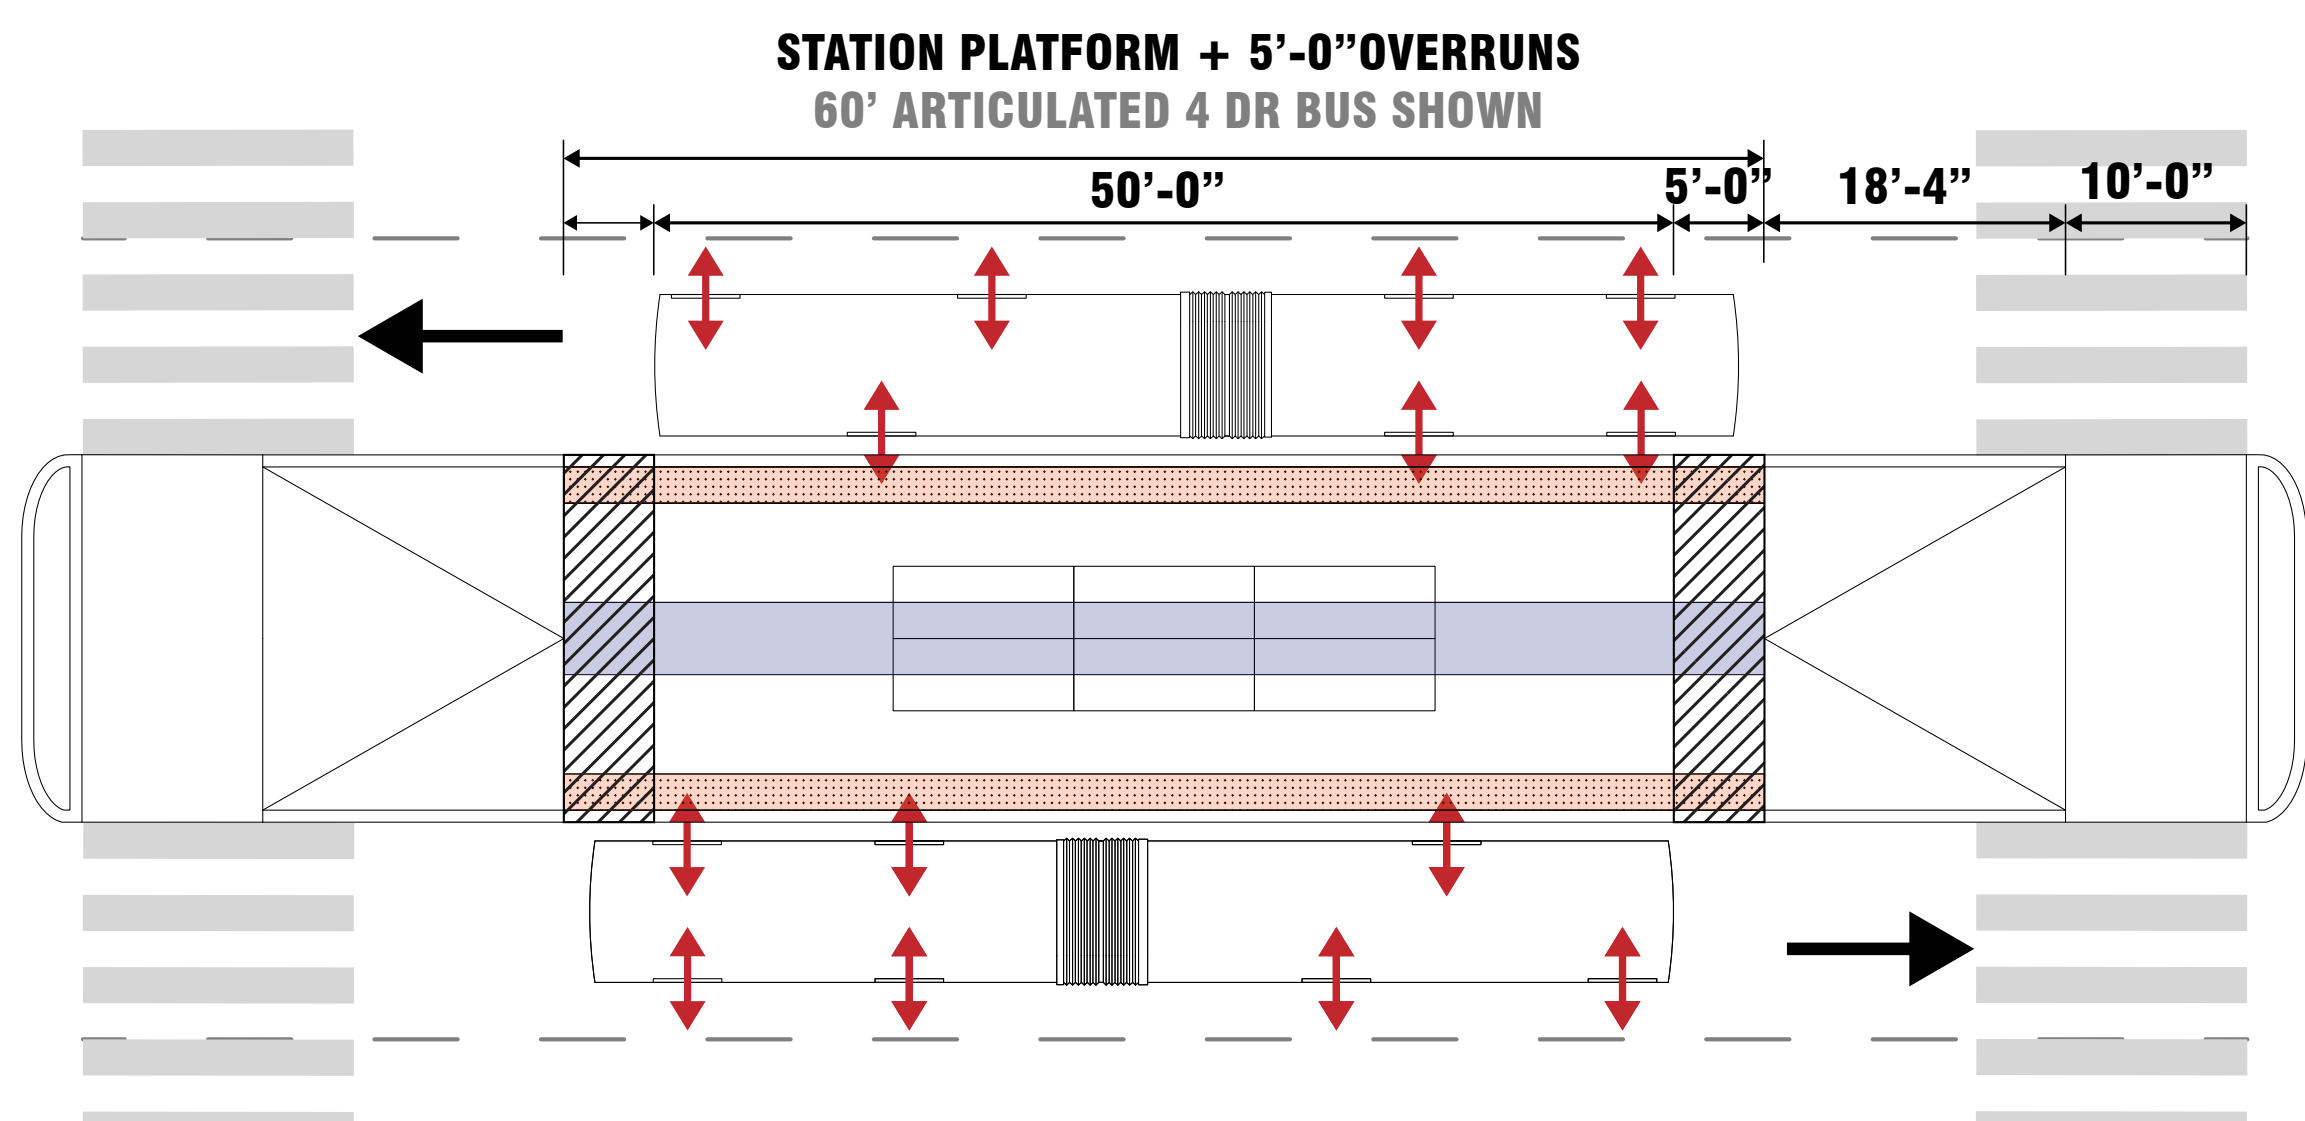 STATION PLATFORM + 5’-0”OVERRUNS
60’ ARTICULATED 4 DR BUS SHOWN
50’-0” 5’-0” 18’-4” 10’-0”